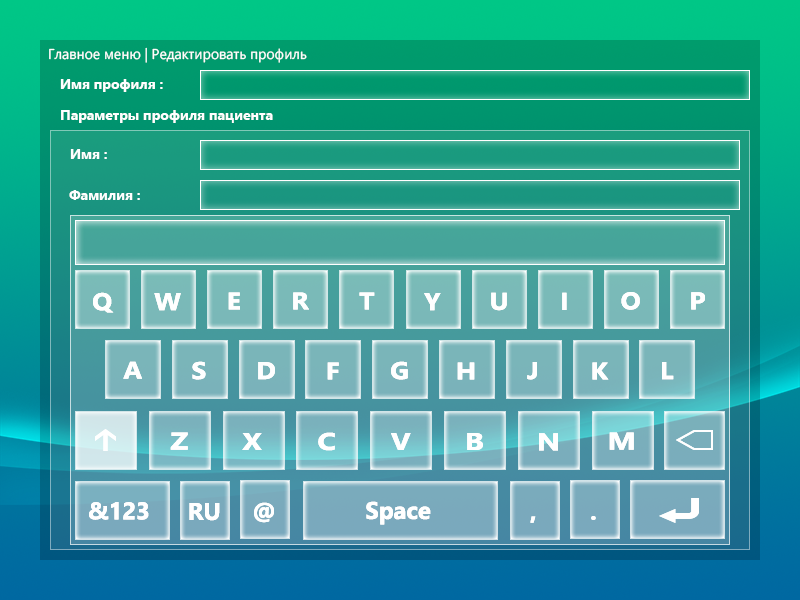 Главное меню | Редактировать профиль
Имя профиля :
Параметры профиля пациента
Имя :
Фамилия :
Q W E R T Y U I O P
A S D F G H J K L
Z X C V B N M
&123 RU @ Space , .